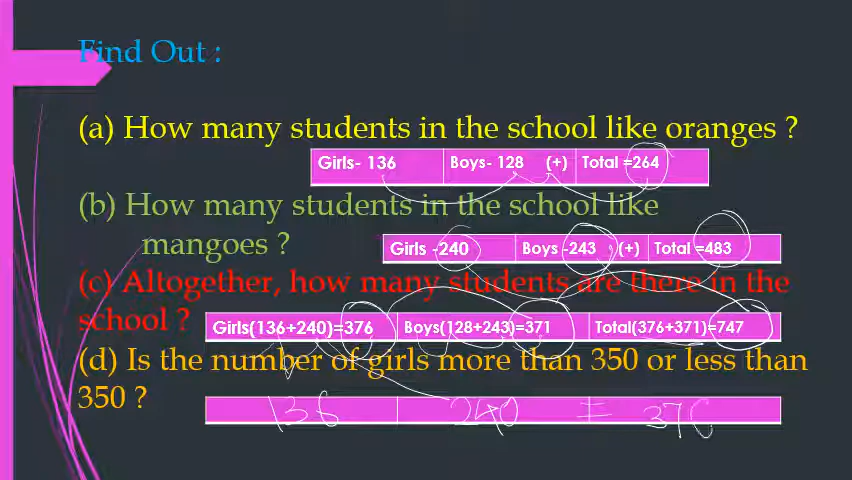 Find Out :
(a) How many students in the school like oranges ?
Girls- 136 Boys- 128 (+) Total =264
(b) How many students in the school like
mangoes ?
Girls -240 Boys -243 (+) Total =483
(c) Altogether, how many students are there in the
school ?
Girls(136+240)=376 Boys(128+243)=371 Total(376+371)=747
(d) Is the number of girls more than 350 or less than
350 ?
136 240 = 376